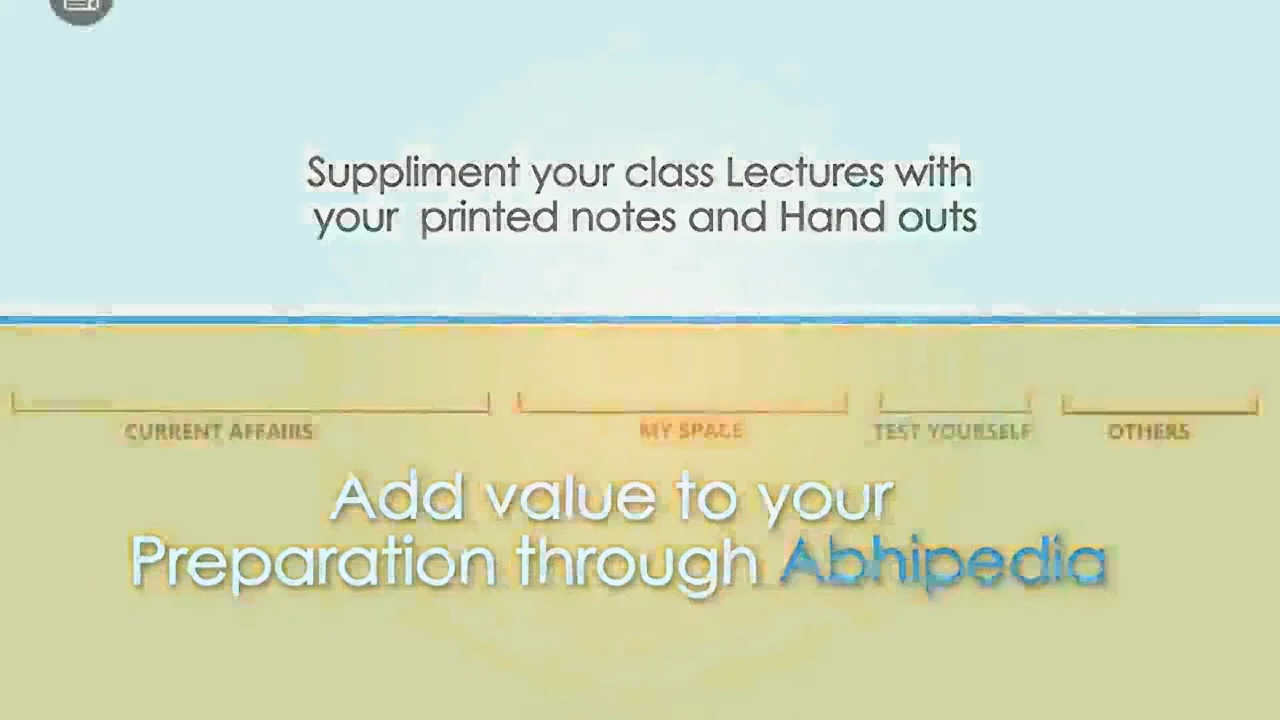 Suppliment your class Lectures with
your printed notes and Hand outs
CURRENT AFFAIRS MY SPACE TEST YOURSELF OTHERS
Add value to your
Preparation through Abhipedia